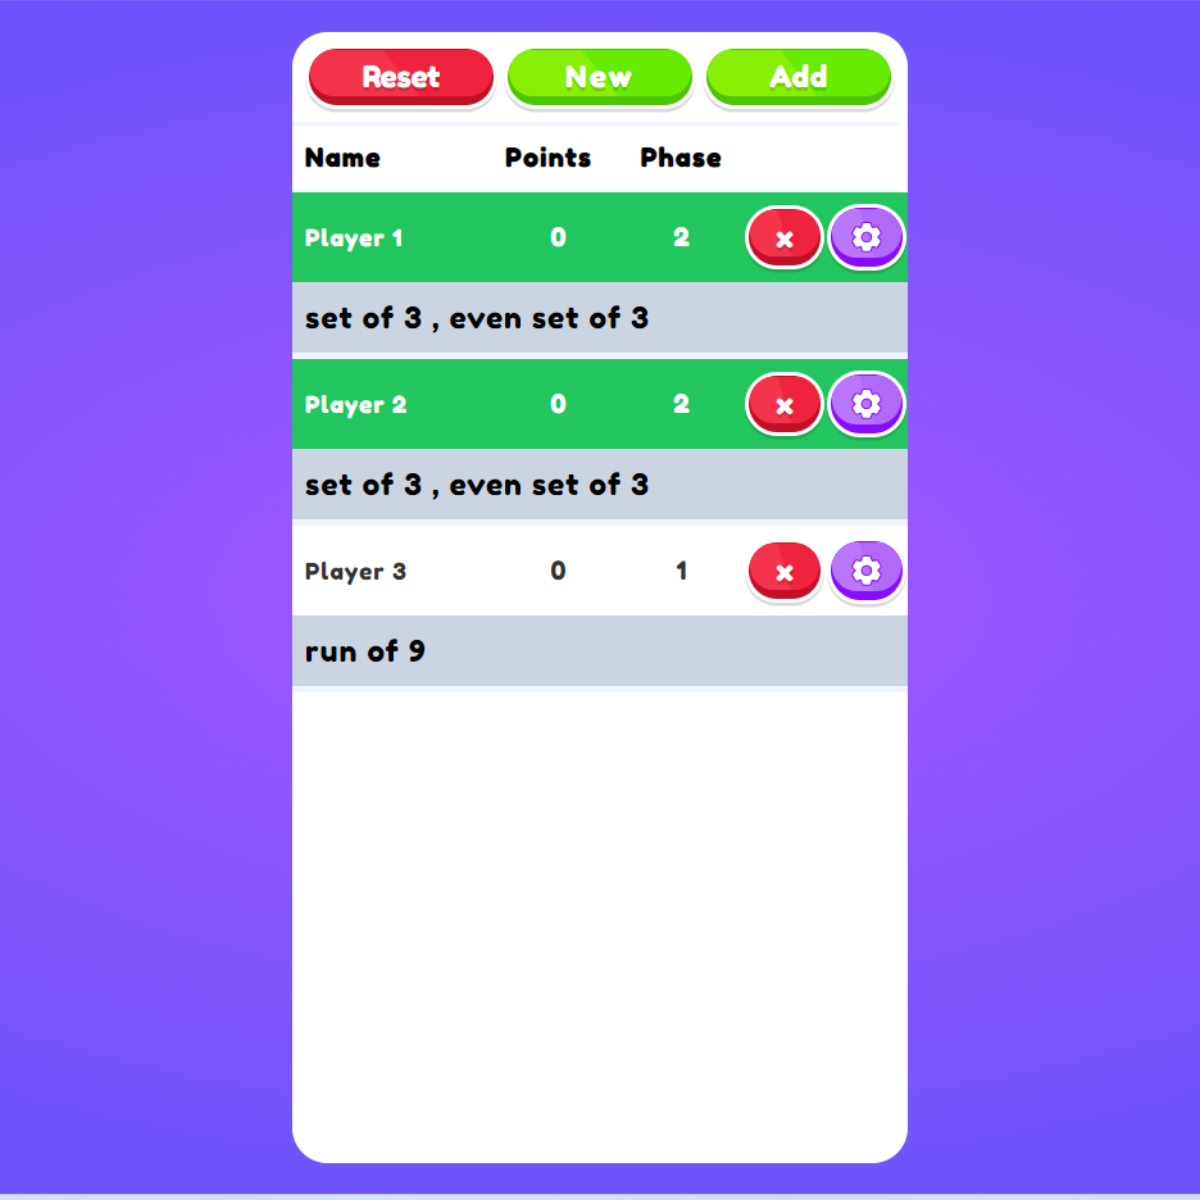 Reset New Add
Name Points Phase
Player 1 0 2 x
set of 3 , even set of 3
Player 2 0 2 x
set of 3 , even set of 3
Player 3 0 1 x
run of 9